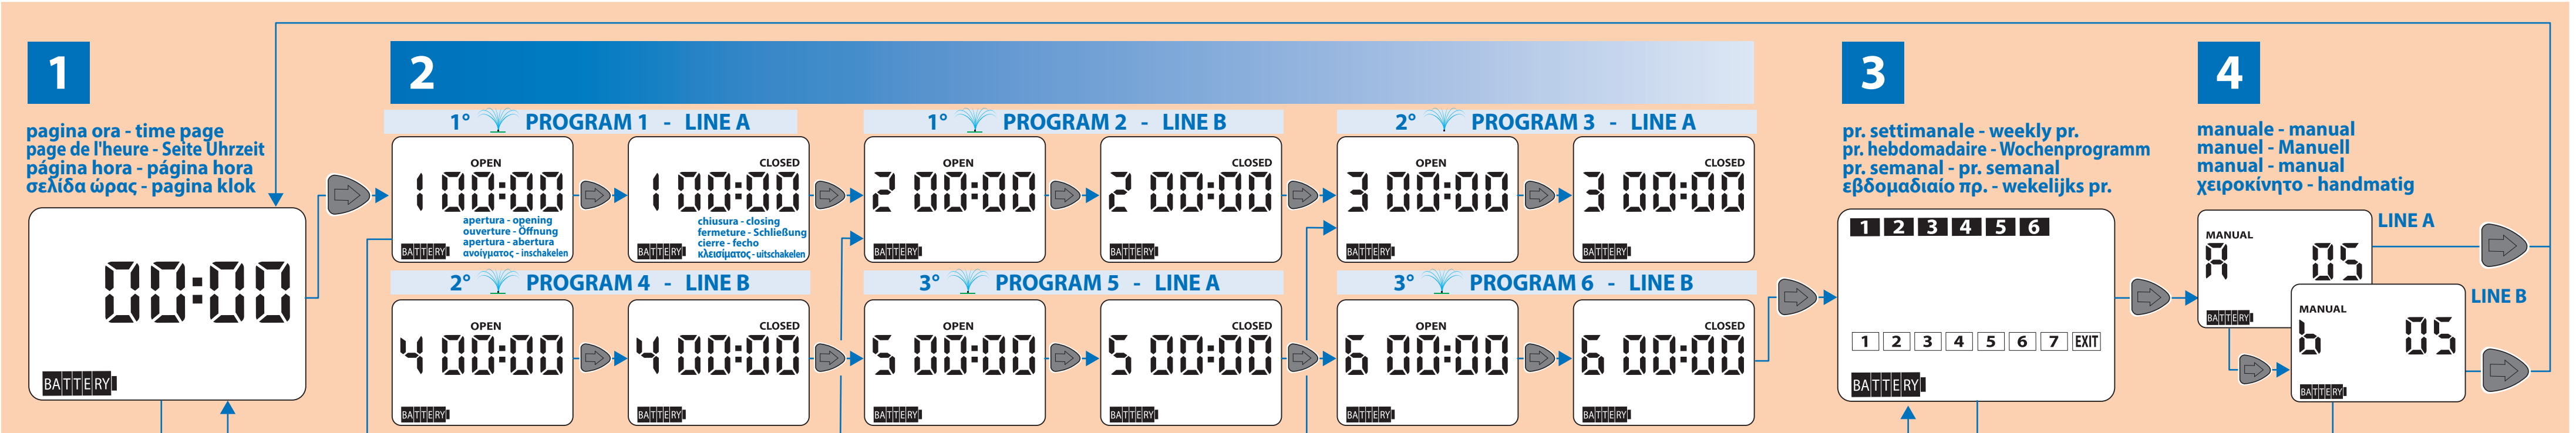 1
pagina ora - time page
page de l'heure - Seite Uhrzeit
página hora - página hora
σελίδα ώρας - pagina klok
00:00
BATTERY
2
1° PROGRAM 1 - LINE A
OPEN
1 00:00
apertura - opening
ouverture - Öffnung
apertura - abertura
ανοίγματος - inschakelen
BATTERY
CLOSED
1 00:00
chiusura - closing
fermeture - Schließung
cierre - fecho
κλεισίματος - uitschakelen
BATTERY
1° PROGRAM 2 - LINE B
OPEN
2 00:00
BATTERY
CLOSED
2 00:00
BATTERY
2° PROGRAM 3 - LINE A
OPEN
3 00:00
BATTERY
CLOSED
3 00:00
BATTERY
2° PROGRAM 4 - LINE B
OPEN
4 00:00
BATTERY
CLOSED
4 00:00
BATTERY
3° PROGRAM 5 - LINE A
OPEN
5 00:00
BATTERY
CLOSED
5 00:00
BATTERY
3° PROGRAM 6 - LINE B
OPEN
6 00:00
BATTERY
CLOSED
6 00:00
BATTERY
3
pr. settimanale - weekly pr.
pr. hebdomadaire - Wochenprogramm
pr. semanal - pr. semanal
εβδομαδιαίο πρ. - wekelijks pr.
1 2 3 4 5 6
1 2 3 4 5 6 7 EXIT
BATTERY
4
manuale - manual
manuel - Manuell
manual - manual
χειροκίνητο - handmatig
LINE A
MANUAL
A 05
BATTERY
LINE B
MANUAL
b 05
BATTERY